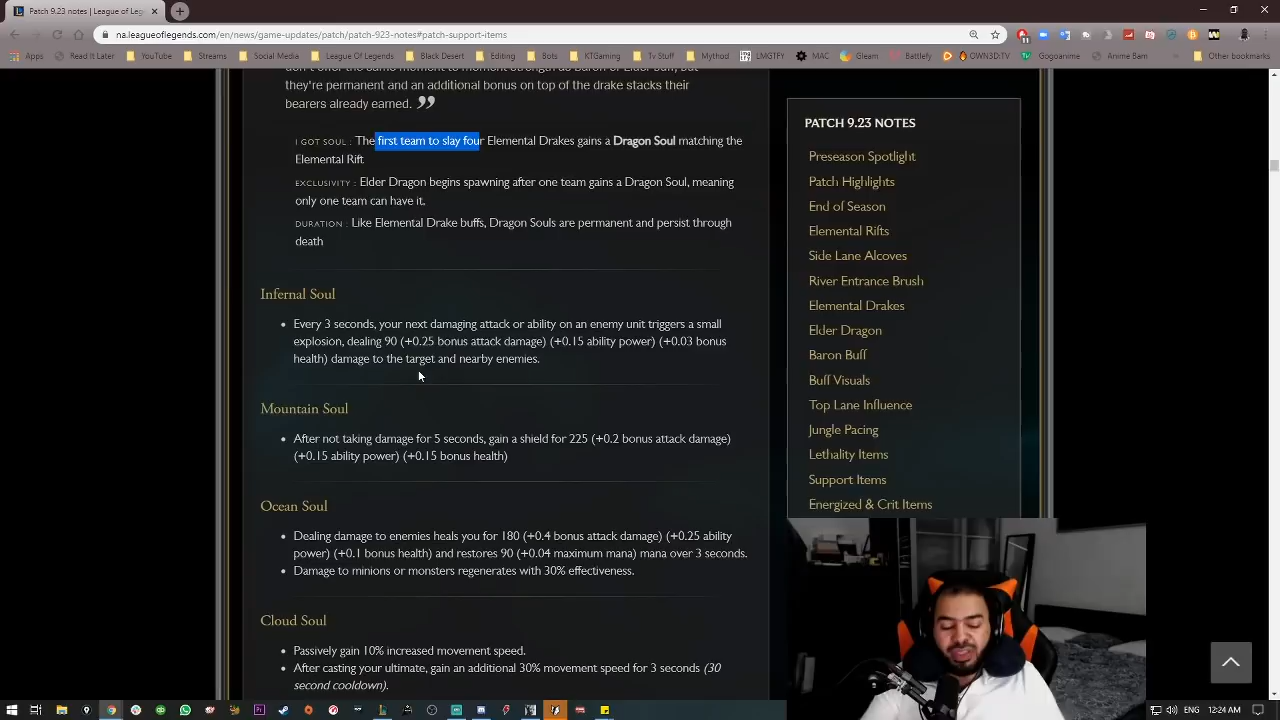 Patch 9.23 notes | League of Leg
na.leagueoflegends.com/en/news/game-updates/patch/patch-923-notes#patch-support-items
Apps
Read It On Web
YouTube
Streams
Social Media
League Of Legends
Black Desert
Editing
Bots
KTGaming
Tv Stuff
Mythod
LMGTFY
MAC
Gleam
Battlefy
OWN3D.TV
Gogoanime
Anime Bam
Other bookmarks
they're permanent and an additional bonus on top of the drake stacks their
bearers already earned.
I GOT SOUL : The first team to slay four Elemental Drakes gains a Dragon Soul matching the
Elemental Rift
EXCLUSIVITY : Elder Dragon begins spawning after one team gains a Dragon Soul, meaning
only one team can have it.
DURATION : Like Elemental Drake buffs, Dragon Souls are permanent and persist through
death
Infernal Soul
Every 3 seconds, your next damaging attack or ability on an enemy unit triggers a small
explosion, dealing 90 (+0.25 bonus attack damage) (+0.15 ability power) (+0.03 bonus
health) damage to the target and nearby enemies.
Mountain Soul
After not taking damage for 5 seconds, gain a shield for 225 (+0.2 bonus attack damage)
(+0.15 ability power) (+0.15 bonus health)
Ocean Soul
Dealing damage to enemies heals you for 180 (+0.4 bonus attack damage) (+0.25 ability
power) (+0.1 bonus health) and restores 90 (+0.04 maximum mana) mana over 3 seconds.
Damage to minions or monsters regenerates with 30% effectiveness.
Cloud Soul
Passively gain 10% increased movement speed.
After casting your ultimate, gain an additional 30% movement speed for 3 seconds (30
second cooldown).
PATCH 9.23 NOTES
Preseason Spotlight
Patch Highlights
End of Season
Elemental Rifts
Side Lane Alcoves
River Entrance Brush
Elemental Drakes
Elder Dragon
Baron Buff
Buff Visuals
Top Lane Influence
Jungle Pacing
Lethality Items
Support Items
Energized & Crit Items
ENG
12:24 AM